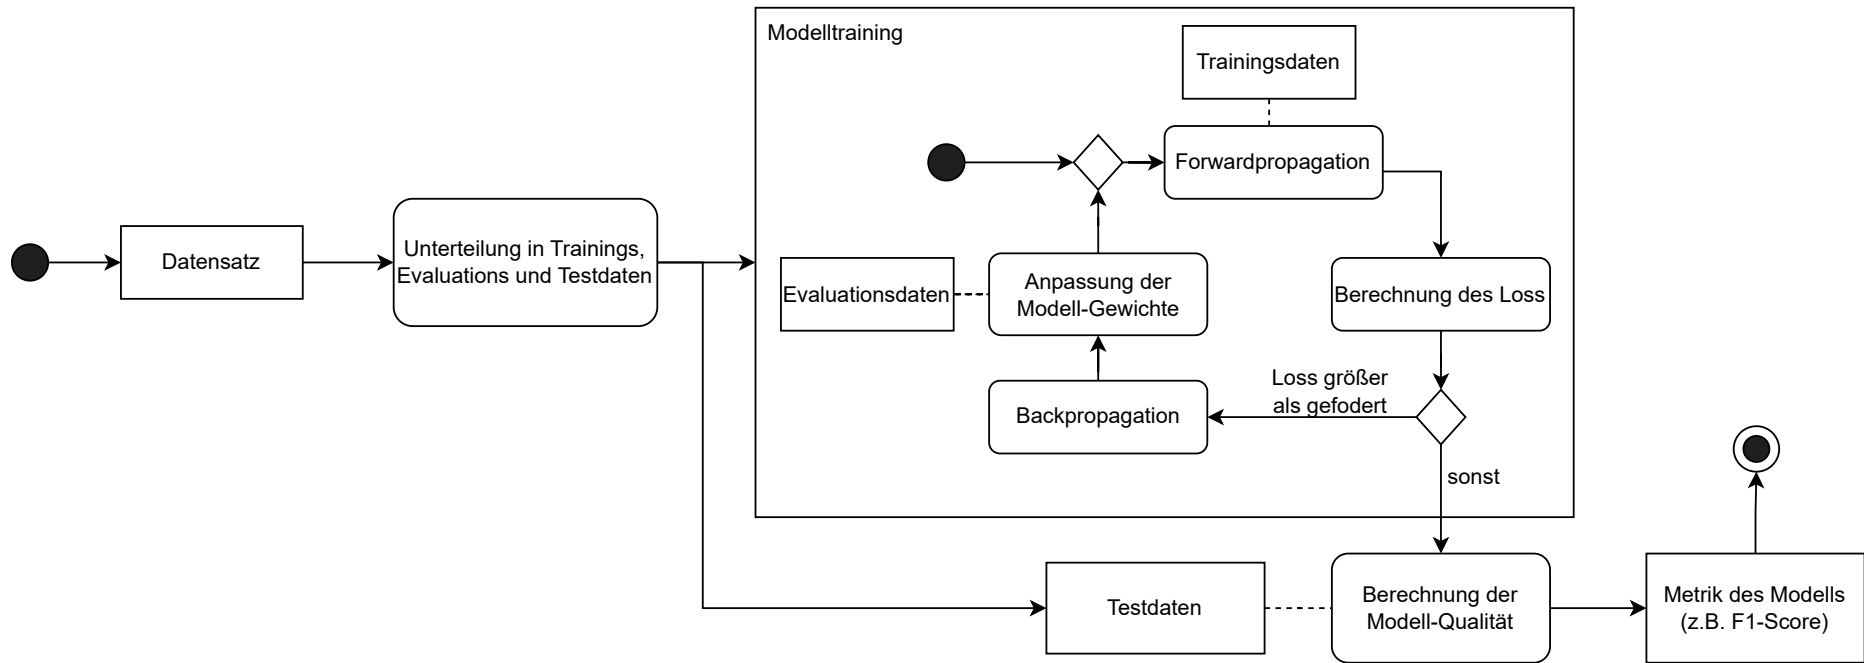 Modelltraining
Trainingsdaten
Forwardpropagation
Datensatz
Unterteilung in Trainings,
Evaluations und Testdaten
Evaluationsdaten
Anpassung der
Modell-Gewichte
Berechnung des Loss
Loss größer
als gefodert
Backpropagation
sonst
Testdaten
Berechnung der
Modell-Qualität
Metrik des Modells
(z.B. F1-Score)